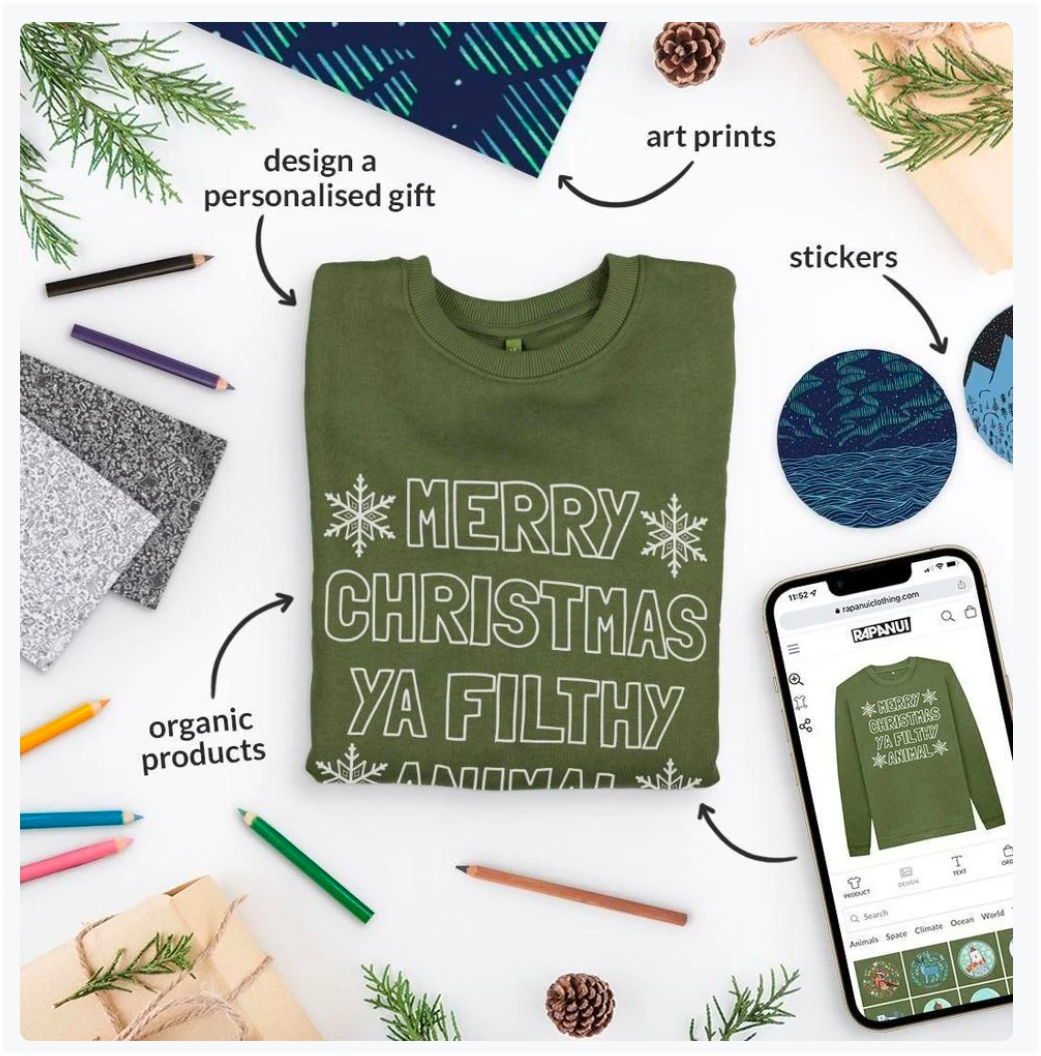 art prints
design a
personalised gift
stickers
MERRY
CHRISTMAS
YA FILTHY
ANIMAL
organic
products
11:52
rapanuiclothing.com
RAPANUI
MERRY
CHRISTMAS
YA FILTHY
ANIMAL
PRODUCT
DESIGN
TEXT
Search
Animals Space Climate Ocean World